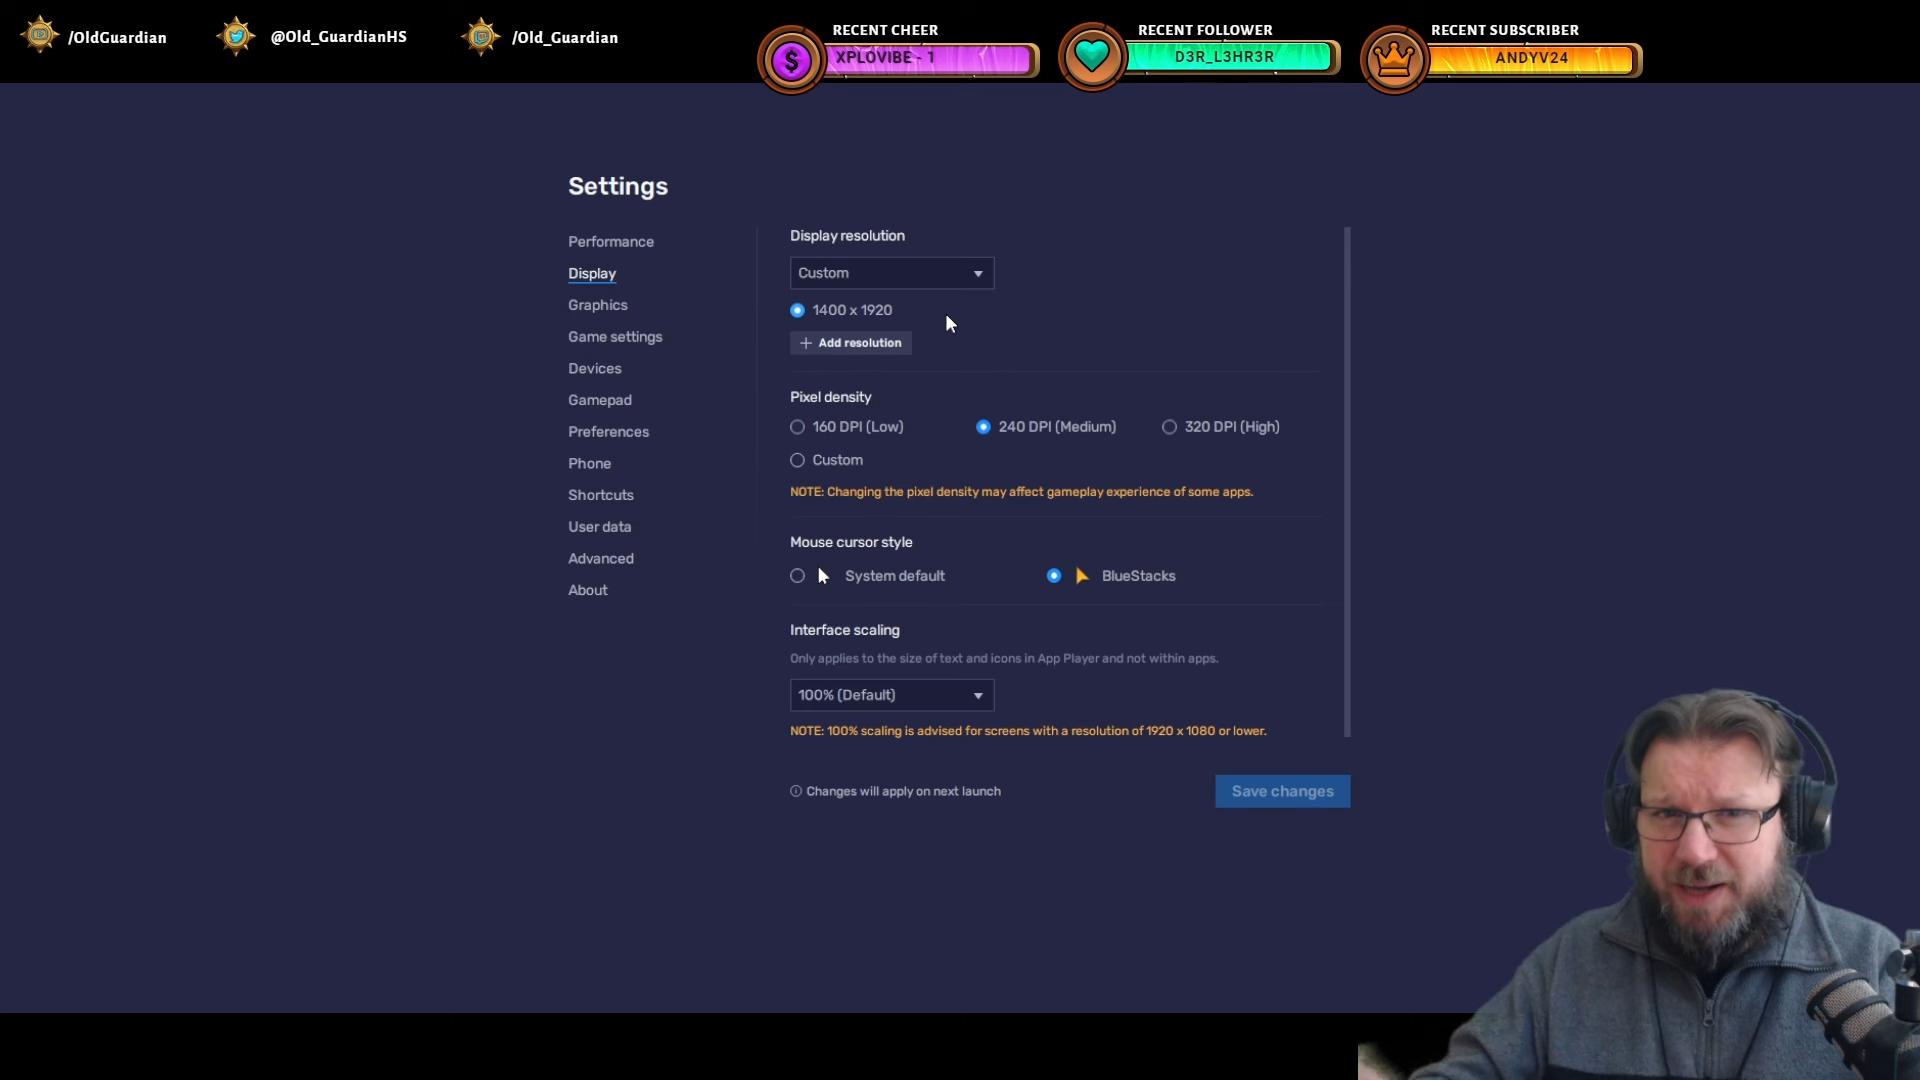 /OldGuardian
@Old_GuardianHS
/Old_Guardian
RECENT CHEER
XPLOVIBE - 1
RECENT FOLLOWER
D3R_L3HR3R
RECENT SUBSCRIBER
ANDYV24
Settings
Performance
Display
Graphics
Game settings
Devices
Gamepad
Preferences
Phone
Shortcuts
User data
Advanced
About
Display resolution
Custom
1400 x 1920
Add resolution
Pixel density
160 DPI (Low)
240 DPI (Medium)
320 DPI (High)
Custom
NOTE: Changing the pixel density may affect gameplay experience of some apps.
Mouse cursor style
System default
BlueStacks
Interface scaling
Only applies to the size of text and icons in App Player and not within apps.
100% (Default)
NOTE: 100% scaling is advised for screens with a resolution of 1920 x 1080 or lower.
Changes will apply on next launch
Save changes